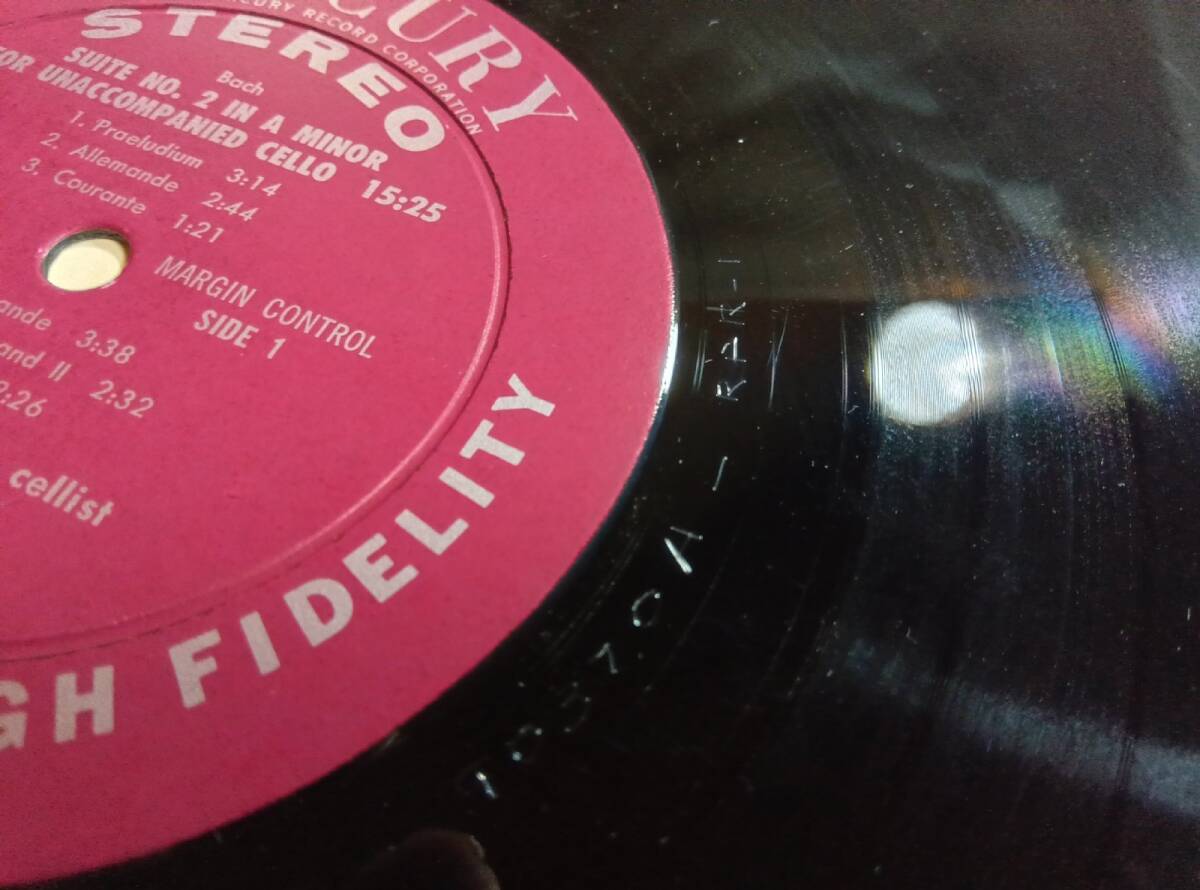 CURY
CURY RECORD CORPORATION
STEREO
Bach
SUITE NO. 2 IN A MINOR
OR UNACCOMPANIED CELLO 15:25
1. Praeludium 3:14
2. Allemande 2:44
3. Courante 1:21
MARGIN CONTROL
SIDE 1
ande 3:38
and II 2:32
:26
cellist
GH FIDELITY